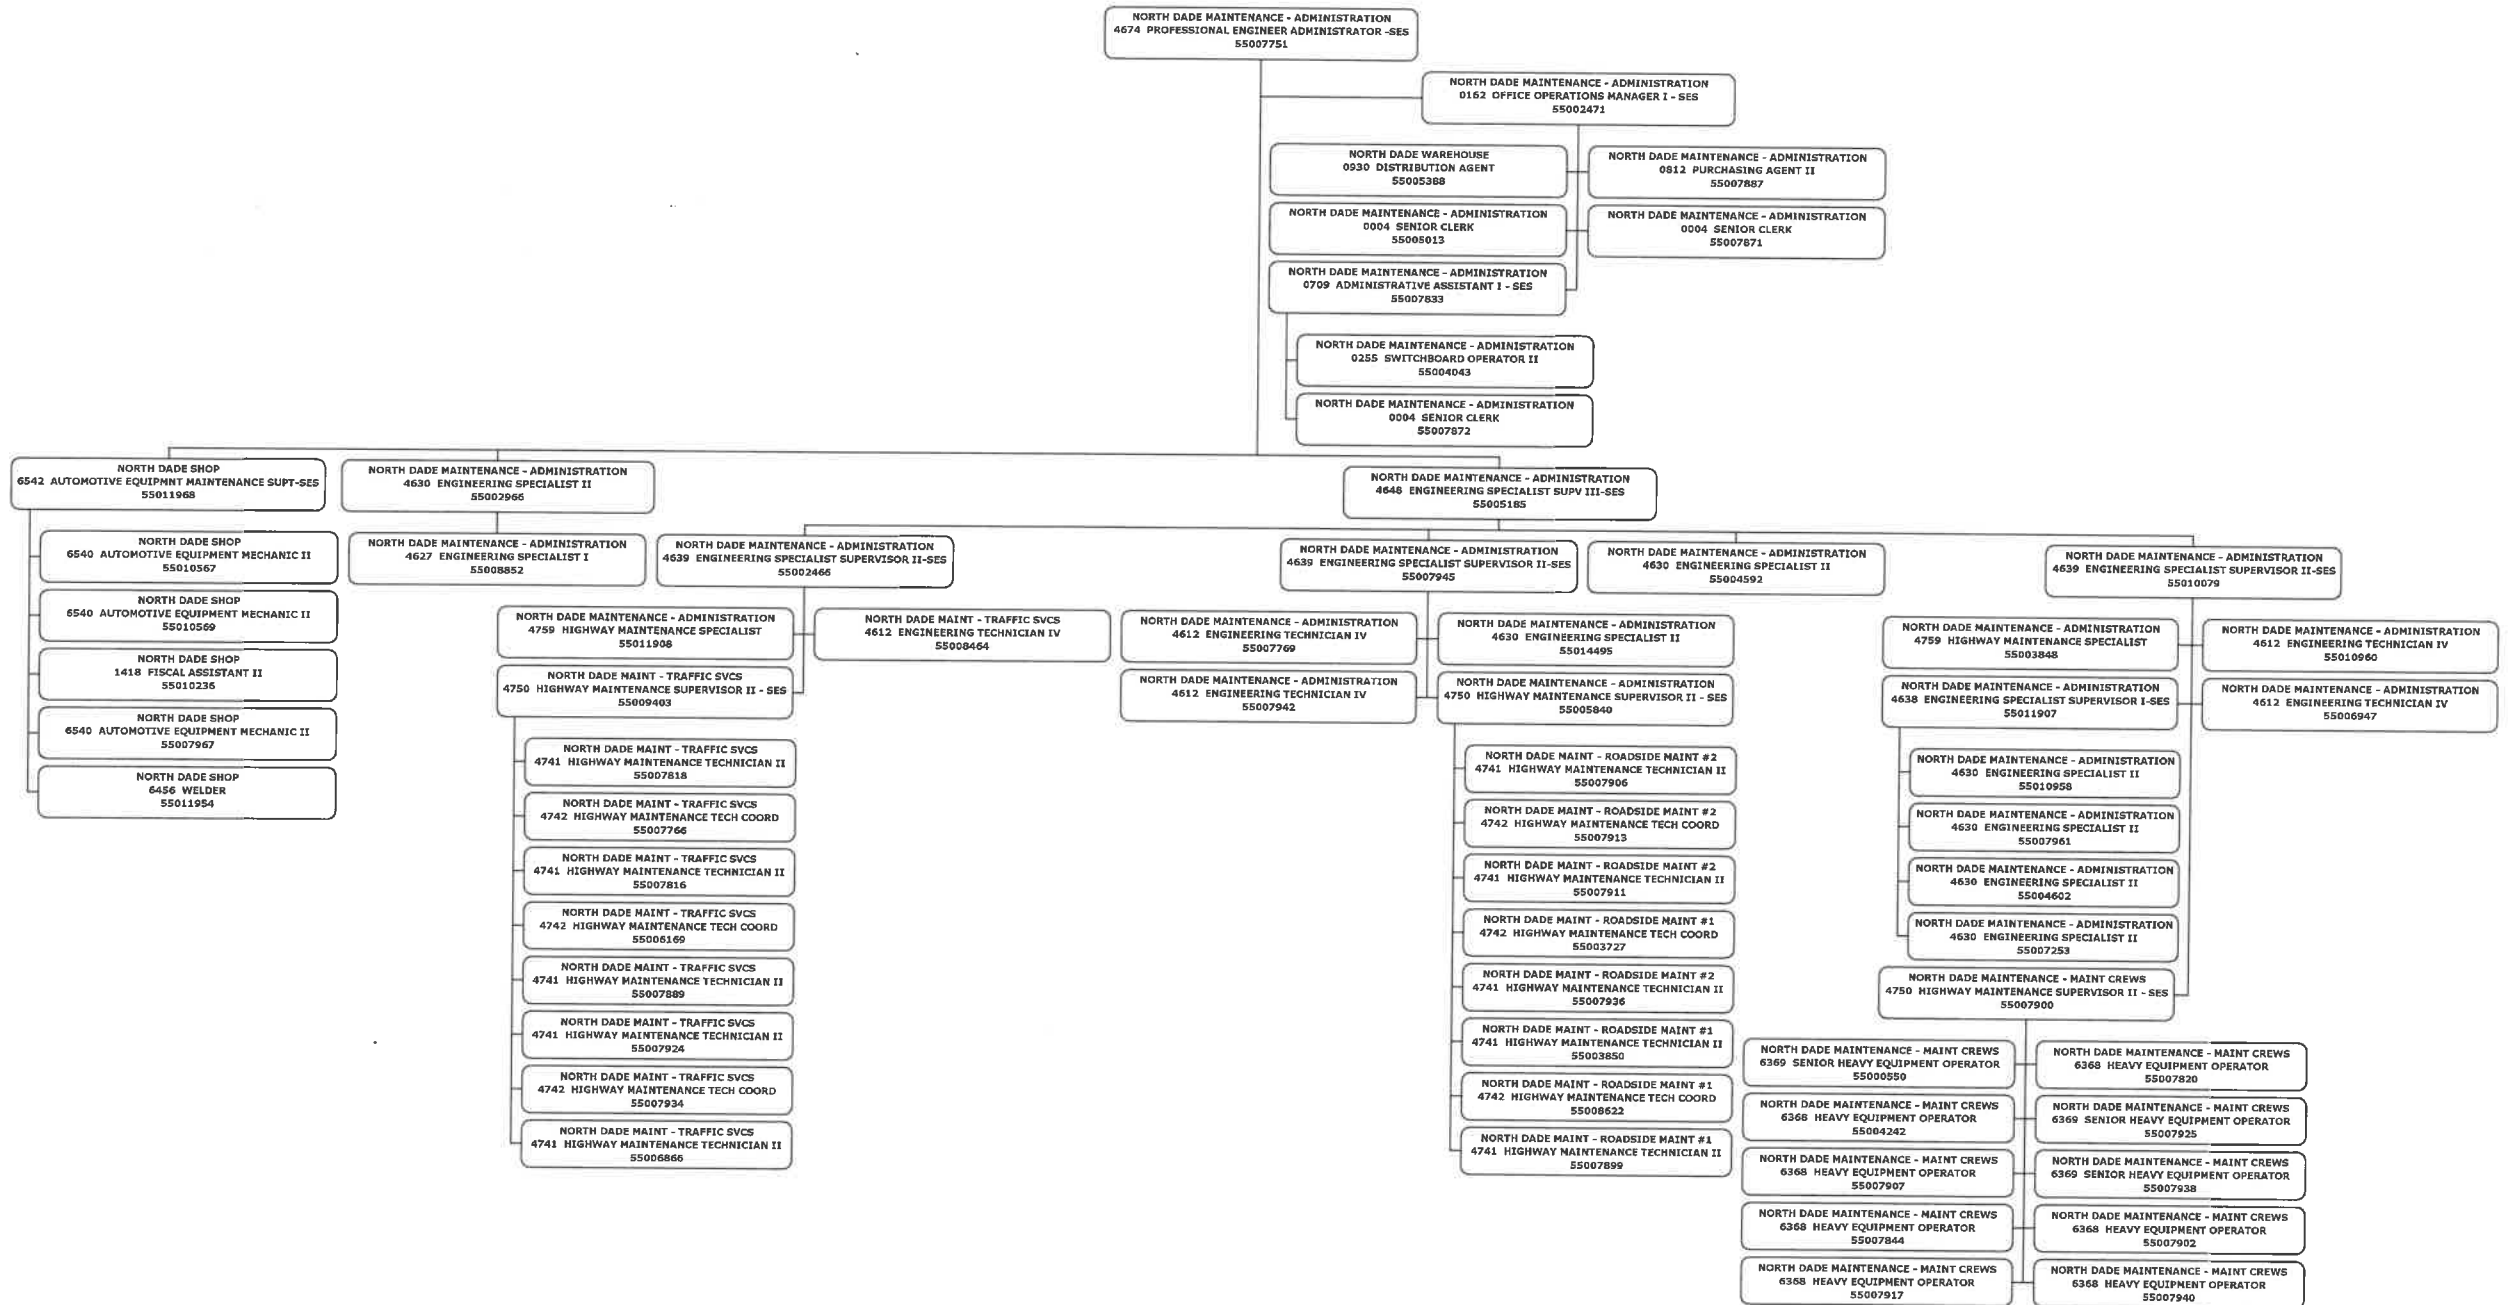 NORTH DADE MAINTENANCE - ADMINISTRATION
4674 PROFESSIONAL ENGINEER ADMINISTRATOR -SES
55007751
NORTH DADE MAINTENANCE - ADMINISTRATION
0162 OFFICE OPERATIONS MANAGER I - SES
55002471
NORTH DADE WAREHOUSE
0930 DISTRIBUTION AGENT
55005388
NORTH DADE MAINTENANCE - ADMINISTRATION
0812 PURCHASING AGENT II
55007887
NORTH DADE MAINTENANCE - ADMINISTRATION
0004 SENIOR CLERK
55005013
NORTH DADE MAINTENANCE - ADMINISTRATION
0004 SENIOR CLERK
55007871
NORTH DADE MAINTENANCE - ADMINISTRATION
0709 ADMINISTRATIVE ASSISTANT I - SES
55007833
NORTH DADE MAINTENANCE - ADMINISTRATION
0255 SWITCHBOARD OPERATOR II
55004043
NORTH DADE MAINTENANCE - ADMINISTRATION
0004 SENIOR CLERK
55007872
NORTH DADE SHOP
6542 AUTOMOTIVE EQUIPMNT MAINTENANCE SUPT-SES
55011968
NORTH DADE SHOP
6540 AUTOMOTIVE EQUIPMENT MECHANIC II
55010567
NORTH DADE SHOP
6540 AUTOMOTIVE EQUIPMENT MECHANIC II
55010569
NORTH DADE SHOP
1418 FISCAL ASSISTANT II
55010236
NORTH DADE SHOP
6540 AUTOMOTIVE EQUIPMENT MECHANIC II
55007967
NORTH DADE SHOP
6456 WELDER
55011954
NORTH DADE MAINTENANCE - ADMINISTRATION
4630 ENGINEERING SPECIALIST II
55002966
NORTH DADE MAINTENANCE - ADMINISTRATION
4627 ENGINEERING SPECIALIST I
55008852
NORTH DADE MAINTENANCE - ADMINISTRATION
4648 ENGINEERING SPECIALIST SUPV III-SES
55005185
NORTH DADE MAINTENANCE - ADMINISTRATION
4639 ENGINEERING SPECIALIST SUPERVISOR II-SES
55002466
NORTH DADE MAINTENANCE - ADMINISTRATION
4759 HIGHWAY MAINTENANCE SPECIALIST
55011908
NORTH DADE MAINT - TRAFFIC SVCS
4612 ENGINEERING TECHNICIAN IV
55008464
NORTH DADE MAINT - TRAFFIC SVCS
4750 HIGHWAY MAINTENANCE SUPERVISOR II - SES
55009403
NORTH DADE MAINT - TRAFFIC SVCS
4741 HIGHWAY MAINTENANCE TECHNICIAN II
55007818
NORTH DADE MAINT - TRAFFIC SVCS
4742 HIGHWAY MAINTENANCE TECH COORD
55007766
NORTH DADE MAINT - TRAFFIC SVCS
4741 HIGHWAY MAINTENANCE TECHNICIAN II
55007816
NORTH DADE MAINT - TRAFFIC SVCS
4742 HIGHWAY MAINTENANCE TECH COORD
55006169
NORTH DADE MAINT - TRAFFIC SVCS
4741 HIGHWAY MAINTENANCE TECHNICIAN II
55007889
NORTH DADE MAINT - TRAFFIC SVCS
4741 HIGHWAY MAINTENANCE TECHNICIAN II
55007924
NORTH DADE MAINT - TRAFFIC SVCS
4742 HIGHWAY MAINTENANCE TECH COORD
55007934
NORTH DADE MAINT - TRAFFIC SVCS
4741 HIGHWAY MAINTENANCE TECHNICIAN II
55006866
NORTH DADE MAINTENANCE - ADMINISTRATION
4639 ENGINEERING SPECIALIST SUPERVISOR II-SES
55007945
NORTH DADE MAINTENANCE - ADMINISTRATION
4612 ENGINEERING TECHNICIAN IV
55007769
NORTH DADE MAINTENANCE - ADMINISTRATION
4630 ENGINEERING SPECIALIST II
55014495
NORTH DADE MAINTENANCE - ADMINISTRATION
4612 ENGINEERING TECHNICIAN IV
55007942
NORTH DADE MAINTENANCE - ADMINISTRATION
4750 HIGHWAY MAINTENANCE SUPERVISOR II - SES
55005840
NORTH DADE MAINT - ROADSIDE MAINT #2
4741 HIGHWAY MAINTENANCE TECHNICIAN II
55007906
NORTH DADE MAINT - ROADSIDE MAINT #2
4742 HIGHWAY MAINTENANCE TECH COORD
55007913
NORTH DADE MAINT - ROADSIDE MAINT #2
4741 HIGHWAY MAINTENANCE TECHNICIAN II
55007911
NORTH DADE MAINT - ROADSIDE MAINT #1
4742 HIGHWAY MAINTENANCE TECH COORD
55003727
NORTH DADE MAINT - ROADSIDE MAINT #2
4741 HIGHWAY MAINTENANCE TECHNICIAN II
55007936
NORTH DADE MAINT - ROADSIDE MAINT #1
4741 HIGHWAY MAINTENANCE TECHNICIAN II
55003850
NORTH DADE MAINT - ROADSIDE MAINT #1
4742 HIGHWAY MAINTENANCE TECH COORD
55008622
NORTH DADE MAINT - ROADSIDE MAINT #1
4741 HIGHWAY MAINTENANCE TECHNICIAN II
55007899
NORTH DADE MAINTENANCE - ADMINISTRATION
4630 ENGINEERING SPECIALIST II
55004592
NORTH DADE MAINTENANCE - ADMINISTRATION
4639 ENGINEERING SPECIALIST SUPERVISOR II-SES
55010079
NORTH DADE MAINTENANCE - ADMINISTRATION
4759 HIGHWAY MAINTENANCE SPECIALIST
55003848
NORTH DADE MAINTENANCE - ADMINISTRATION
4612 ENGINEERING TECHNICIAN IV
55010960
NORTH DADE MAINTENANCE - ADMINISTRATION
4638 ENGINEERING SPECIALIST SUPERVISOR I-SES
55011907
NORTH DADE MAINTENANCE - ADMINISTRATION
4612 ENGINEERING TECHNICIAN IV
55006947
NORTH DADE MAINTENANCE - ADMINISTRATION
4630 ENGINEERING SPECIALIST II
55010958
NORTH DADE MAINTENANCE - ADMINISTRATION
4630 ENGINEERING SPECIALIST II
55007961
NORTH DADE MAINTENANCE - ADMINISTRATION
4630 ENGINEERING SPECIALIST II
55004602
NORTH DADE MAINTENANCE - ADMINISTRATION
4630 ENGINEERING SPECIALIST II
55007253
NORTH DADE MAINTENANCE - MAINT CREWS
4750 HIGHWAY MAINTENANCE SUPERVISOR II - SES
55007900
NORTH DADE MAINTENANCE - MAINT CREWS
6369 SENIOR HEAVY EQUIPMENT OPERATOR
55000550
NORTH DADE MAINTENANCE - MAINT CREWS
6368 HEAVY EQUIPMENT OPERATOR
55007820
NORTH DADE MAINTENANCE - MAINT CREWS
6368 HEAVY EQUIPMENT OPERATOR
55004242
NORTH DADE MAINTENANCE - MAINT CREWS
6369 SENIOR HEAVY EQUIPMENT OPERATOR
55007925
NORTH DADE MAINTENANCE - MAINT CREWS
6368 HEAVY EQUIPMENT OPERATOR
55007907
NORTH DADE MAINTENANCE - MAINT CREWS
6369 SENIOR HEAVY EQUIPMENT OPERATOR
55007938
NORTH DADE MAINTENANCE - MAINT CREWS
6368 HEAVY EQUIPMENT OPERATOR
55007844
NORTH DADE MAINTENANCE - MAINT CREWS
6368 HEAVY EQUIPMENT OPERATOR
55007902
NORTH DADE MAINTENANCE - MAINT CREWS
6368 HEAVY EQUIPMENT OPERATOR
55007917
NORTH DADE MAINTENANCE - MAINT CREWS
6368 HEAVY EQUIPMENT OPERATOR
55007940